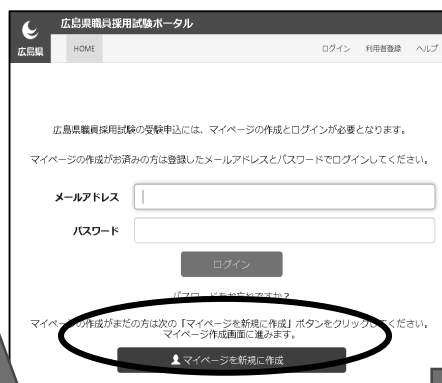 広島県職員採用試験ポータル
広島県
HOME
ログイン 利用者登録 ヘルプ
広島県職員採用試験の受験申込には、マイページの作成とログインが必要となります。
マイページの作成がお済みの方は登録したメールアドレスとパスワードでログインしてください。
メールアドレス
パスワード
ログイン
パスワードをお忘れですか？
マイページの作成がまだの方は次の『マイページを新規に作成』ボタンをクリックしてください。
マイページ作成画面に進みます。
マイページを新規に作成